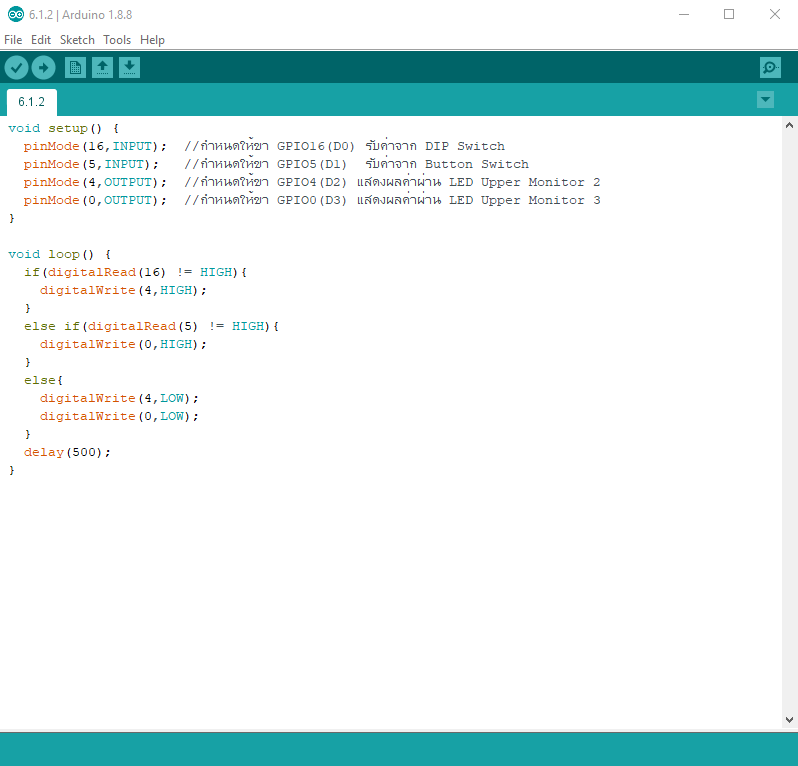 6.1.2 | Arduino 1.8.8
File Edit Sketch Tools Help
6.1.2
void setup() {
  pinMode(16,INPUT);  //กำหนดให้ขา GPIO16(D0) รับค่าจาก DIP Switch
  pinMode(5,INPUT);   //กำหนดให้ขา GPIO5(D1)  รับค่าจาก Button Switch
  pinMode(4,OUTPUT);  //กำหนดให้ขา GPIO4(D2) แสดงผลค่าผ่าน LED Upper Monitor 2
  pinMode(0,OUTPUT);  //กำหนดให้ขา GPIO0(D3) แสดงผลค่าผ่าน LED Upper Monitor 3
}
void loop() {
  if(digitalRead(16) != HIGH){
    digitalWrite(4,HIGH);
  }
  else if(digitalRead(5) != HIGH){
    digitalWrite(0,HIGH);
  }
  else{
    digitalWrite(4,LOW);
    digitalWrite(0,LOW);
  }
  delay(500);
}